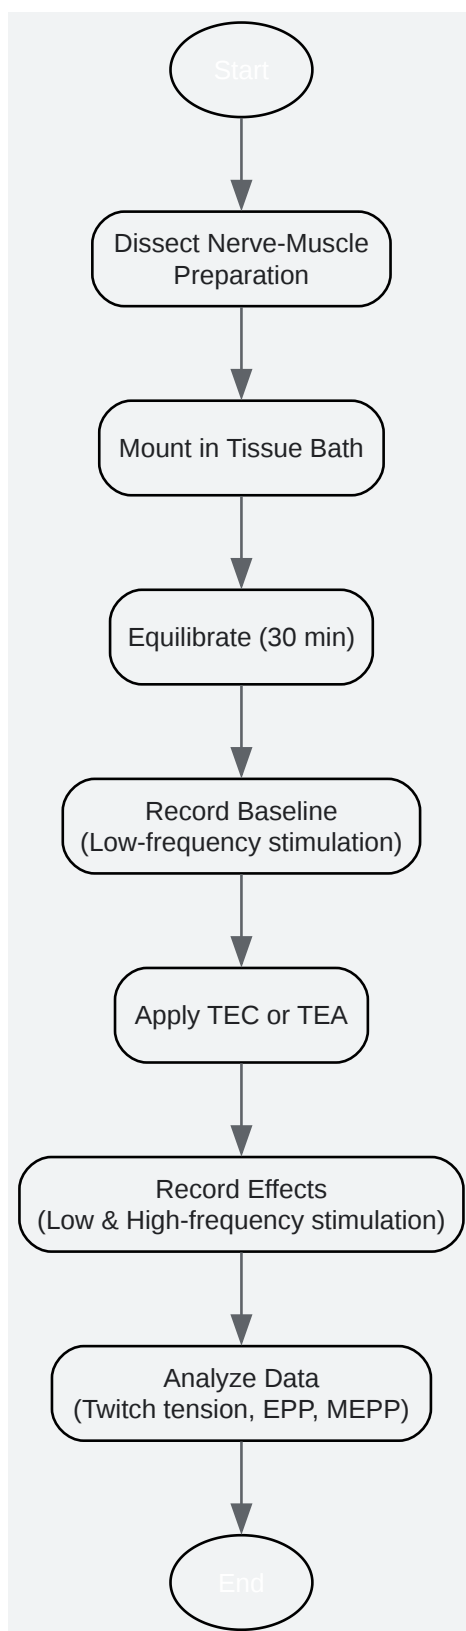 Start
Dissect Nerve-Muscle
Preparation
Mount in Tissue Bath
Equilibrate (30 min)
Record Baseline
(Low-frequency stimulation)
Apply TEC or TEA
Record Effects
(Low & High-frequency stimulation)
Analyze Data
(Twitch tension, EPP, MEPP)
End